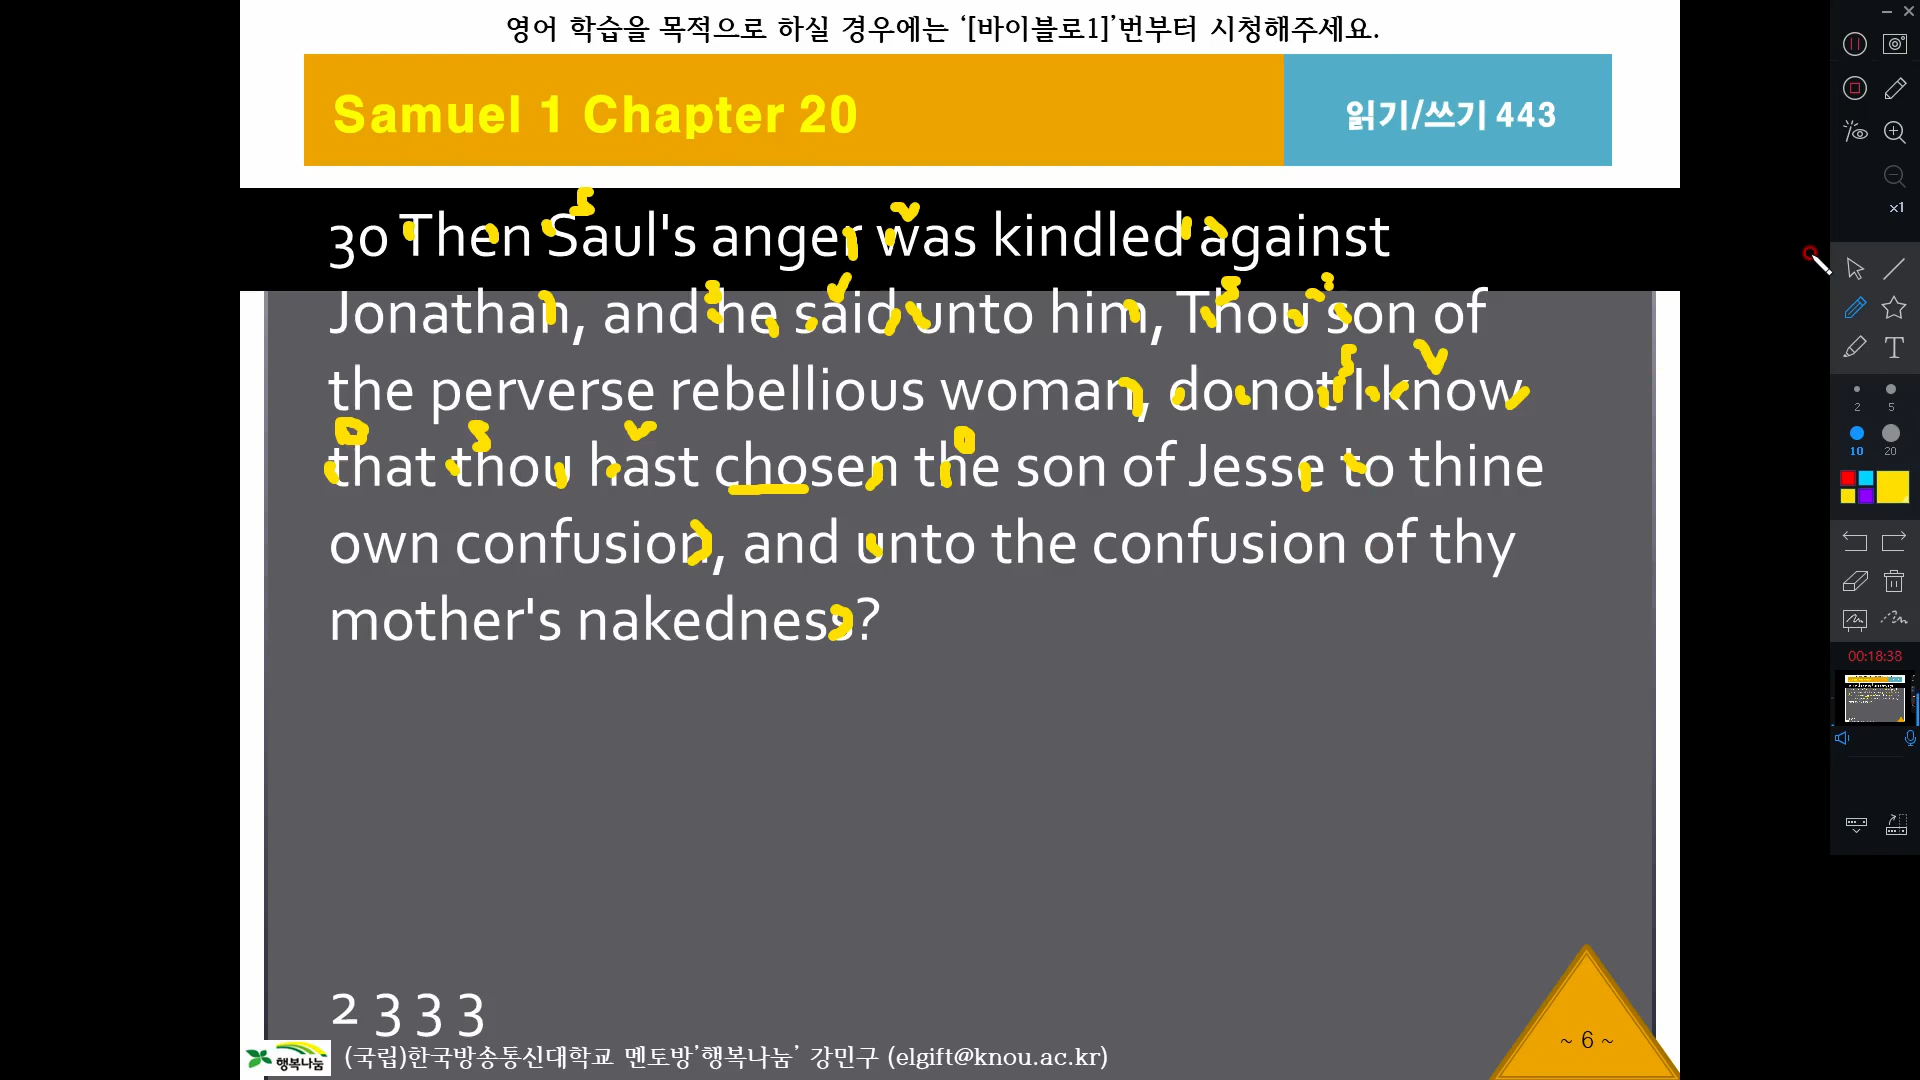 영어 학습을 목적으로 하실 경우에는 ‘[바이블로1]’번부터 시청해주세요.
Samuel 1 Chapter 20
읽기/쓰기 443
30 Then Saul's anger was kindled against
Jonathan, and he said unto him, Thou son of
the perverse rebellious woman, do not I know
that thou hast chosen the son of Jesse to thine
own confusion, and unto the confusion of thy
mother's nakedness?
2 3 3 3
행복나눔
(국립)한국방송통신대학교 멘토방’행복나눔’ 강민구 (elgift@knou.ac.kr)
~ 6 ~
x1
T
2 5
10 20
00:18:38